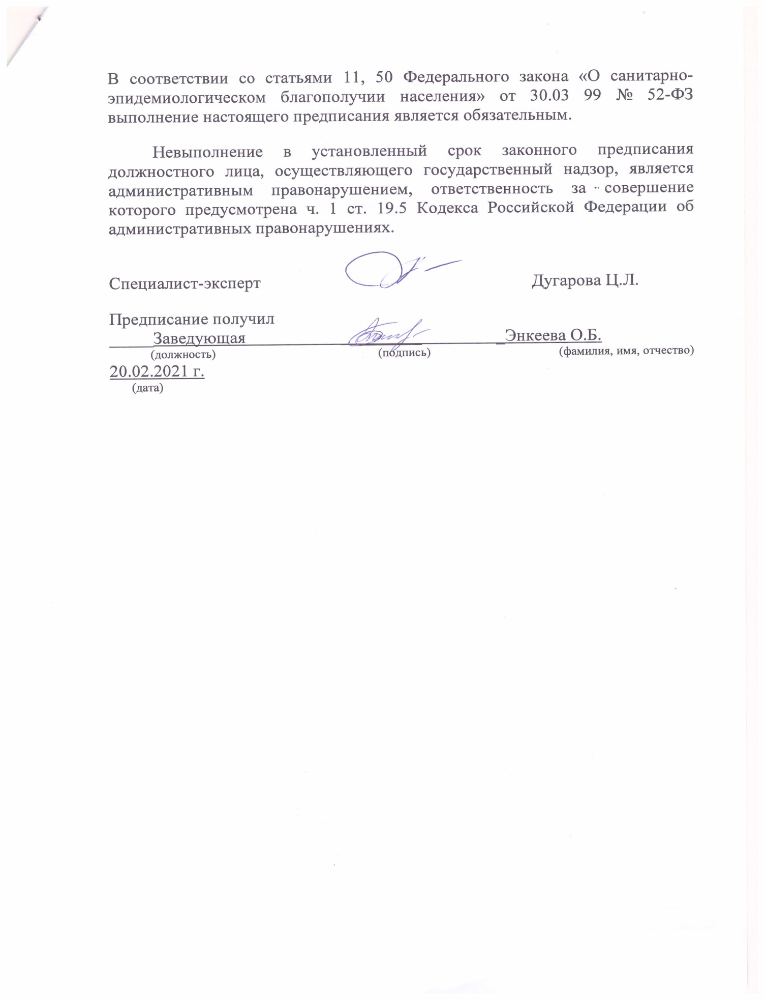 В соответствии со статьями 11, 50 Федерального закона «О санитарно-
эпидемиологическом благополучии населения» от 30.03 99 № 52-ФЗ
выполнение настоящего предписания является обязательным.
Невыполнение в установленный срок законного предписания
должностного лица, осуществляющего государственный надзор, является
административным правонарушением, ответственность за совершение
которого предусмотрена ч. 1 ст. 19.5 Кодекса Российской Федерации об
административных правонарушениях.
Специалист-эксперт Дугарова Ц.Л.
Предписание получил
Заведующая Энкеева О.Б.
(должность) (подпись) (фамилия, имя, отчество)
20.02.2021 г.
(дата)